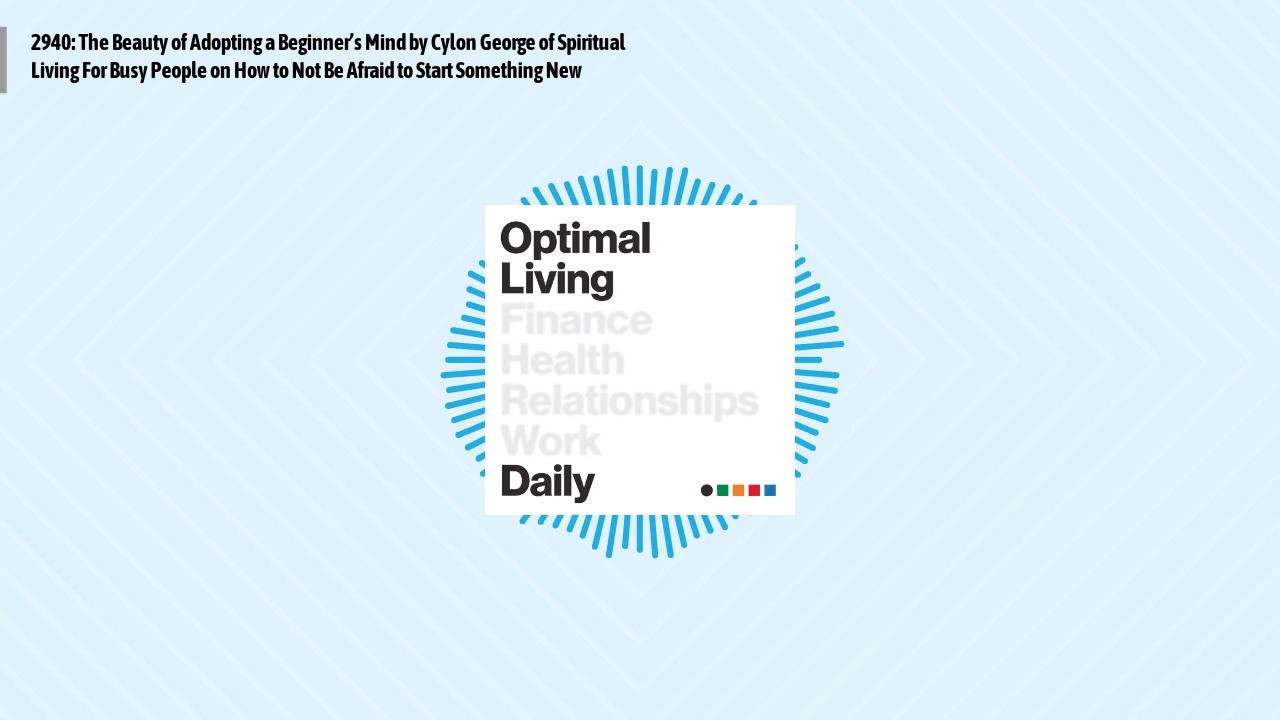 2940: The Beauty of Adopting a Beginner's Mind by Cylon George of Spiritual
Living For Busy People on How to Not Be Afraid to Start Something New
Optimal
Living
Finance
Health
Relationships
Work
Daily